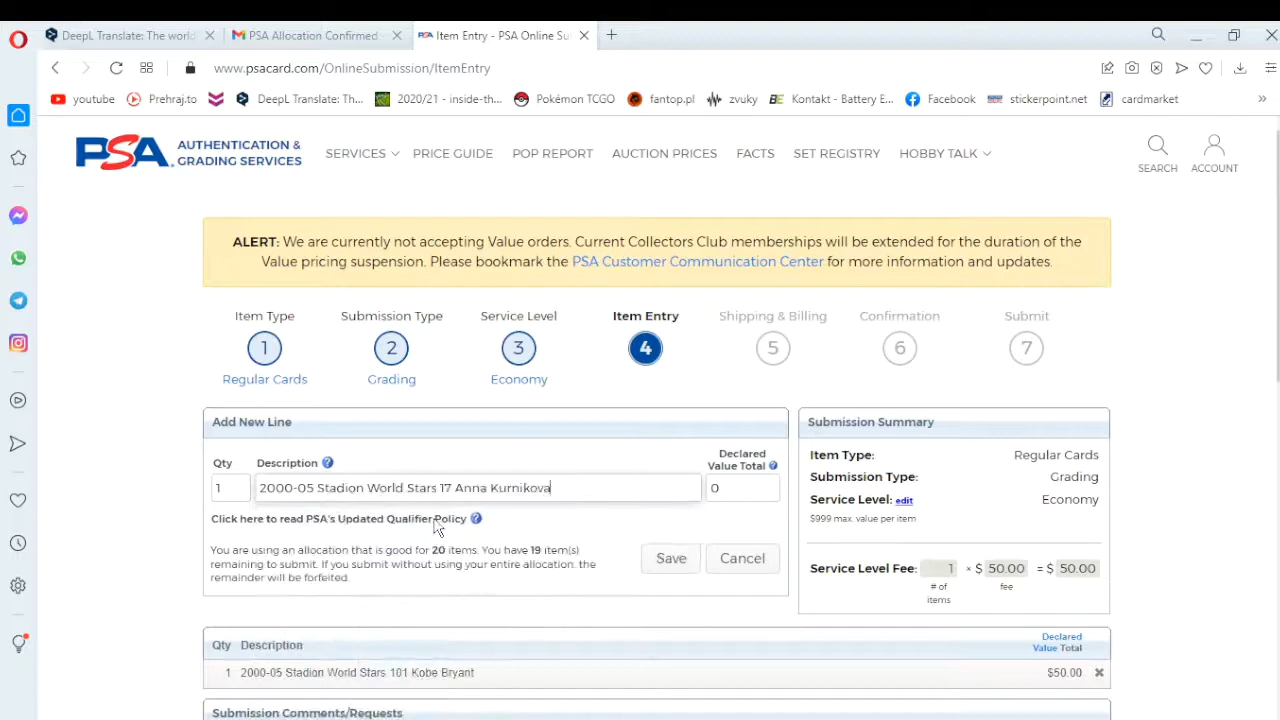 DeepL Translate: The world
PSA Allocation Confirmed
PSA Item Entry - PSA Online Su
www.psacard.com/OnlineSubmission/ItemEntry
youtube Prehraj.to DeepL Translate: Th... 2020/21 - inside-th... Pokémon TCGO fantop.pl zvuky BE Kontakt - Battery E... Facebook stickerpoint.net cardmarket
PSA AUTHENTICATION &
GRADING SERVICES
SERVICES PRICE GUIDE POP REPORT AUCTION PRICES FACTS SET REGISTRY HOBBY TALK
SEARCH ACCOUNT
ALERT: We are currently not accepting Value orders. Current Collectors Club memberships will be extended for the duration of the
Value pricing suspension. Please bookmark the PSA Customer Communication Center for more information and updates.
Item Type Submission Type Service Level Item Entry Shipping & Billing Confirmation Submit
1 2 3 4 5 6 7
Regular Cards Grading Economy
Add New Line
Qty Description ? Declared
Value Total ?
1 2000-05 Stadion World Stars 17 Anna Kurnikova 0
Click here to read PSA's Updated Qualifier Policy ?
You are using an allocation that is good for 20 items. You have 19 item(s)
remaining to submit. If you submit without using your entire allocation, the
remainder will be forfeited.
Save Cancel
Submission Summary
Item Type: Regular Cards
Submission Type: Grading
Service Level: edit Economy
$999 max. value per item
Service Level Fee: 1 × $ 50.00 = $ 50.00
# of
items
fee
Qty Description Declared
Value Total
1 2000-05 Stadion World Stars 101 Kobe Bryant $50.00
Submission Comments/Requests